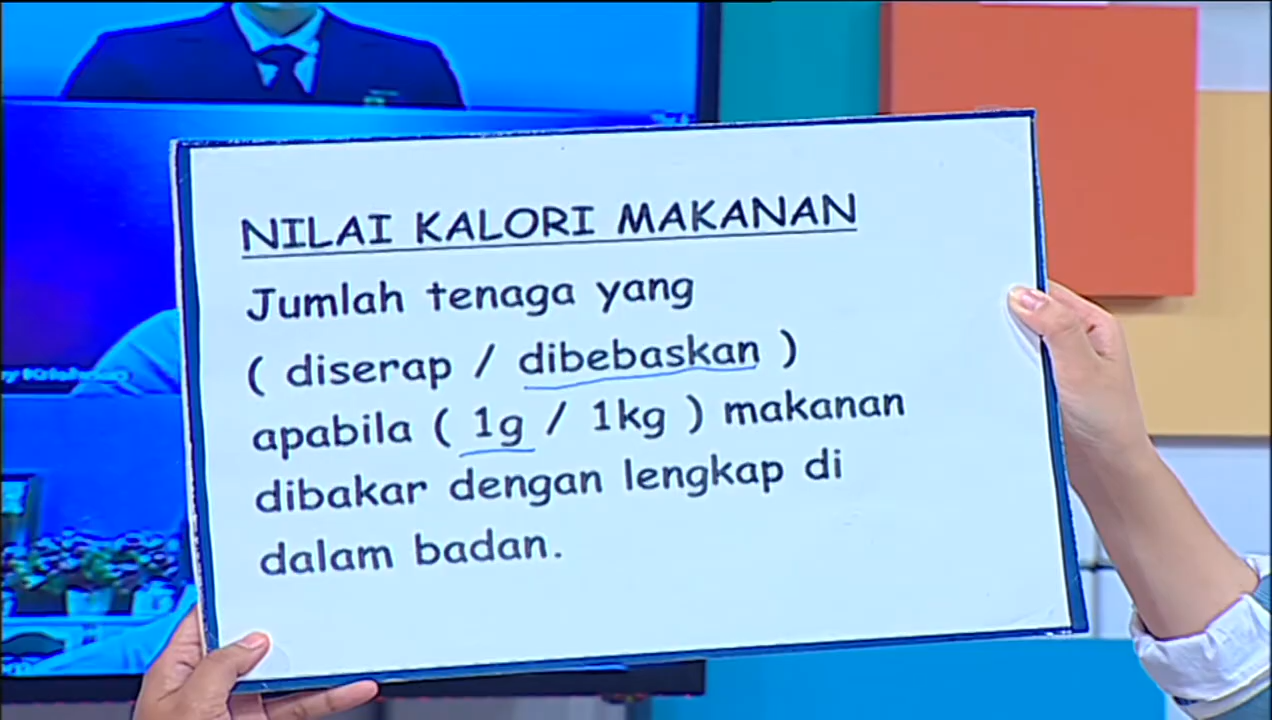 NILAI KALORI MAKANAN
Jumlah tenaga yang
( diserap / dibebaskan )
apabila ( 1g / 1kg ) makanan
dibakar dengan lengkap di
dalam badan.